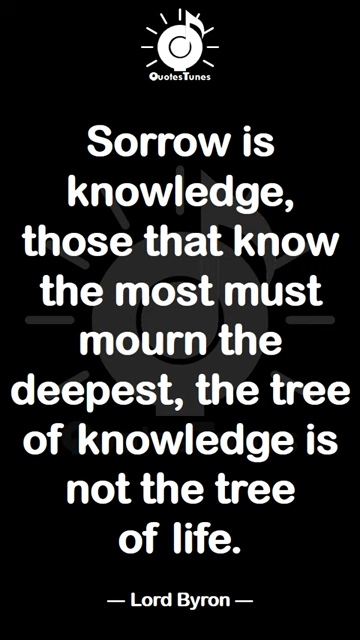 QuotesTunes
Sorrow is
knowledge,
those that know
the most must
mourn the
deepest, the tree
of knowledge is
not the tree
of life.
— Lord Byron —